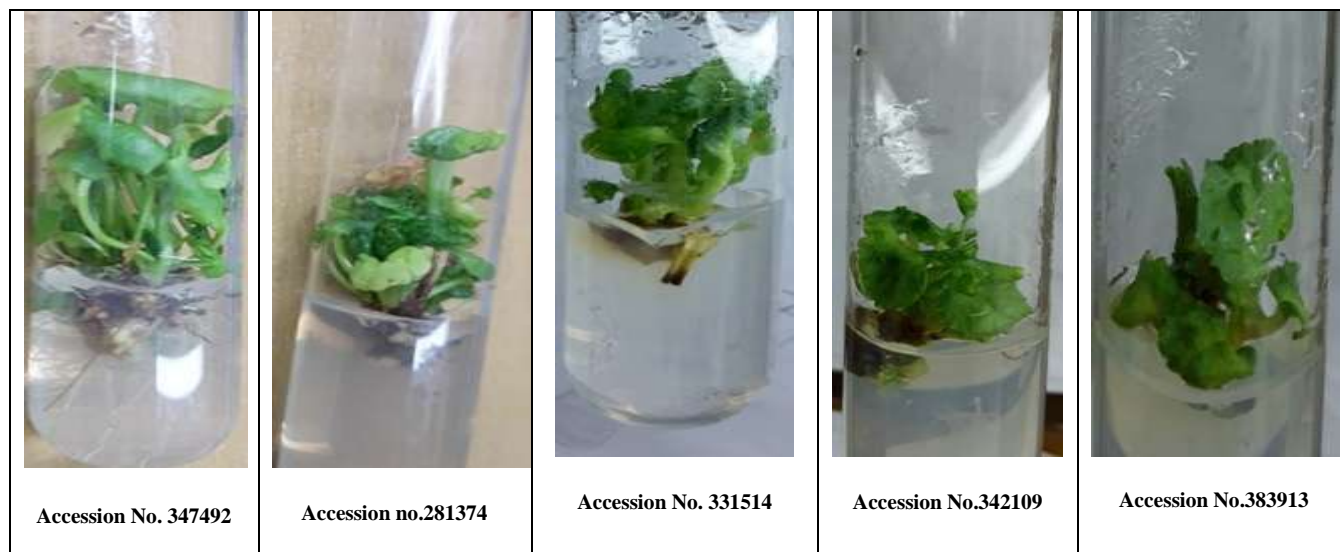 Accession No. 347492
Accession no.281374
Accession No. 331514
Accession No.342109
Accession No.383913